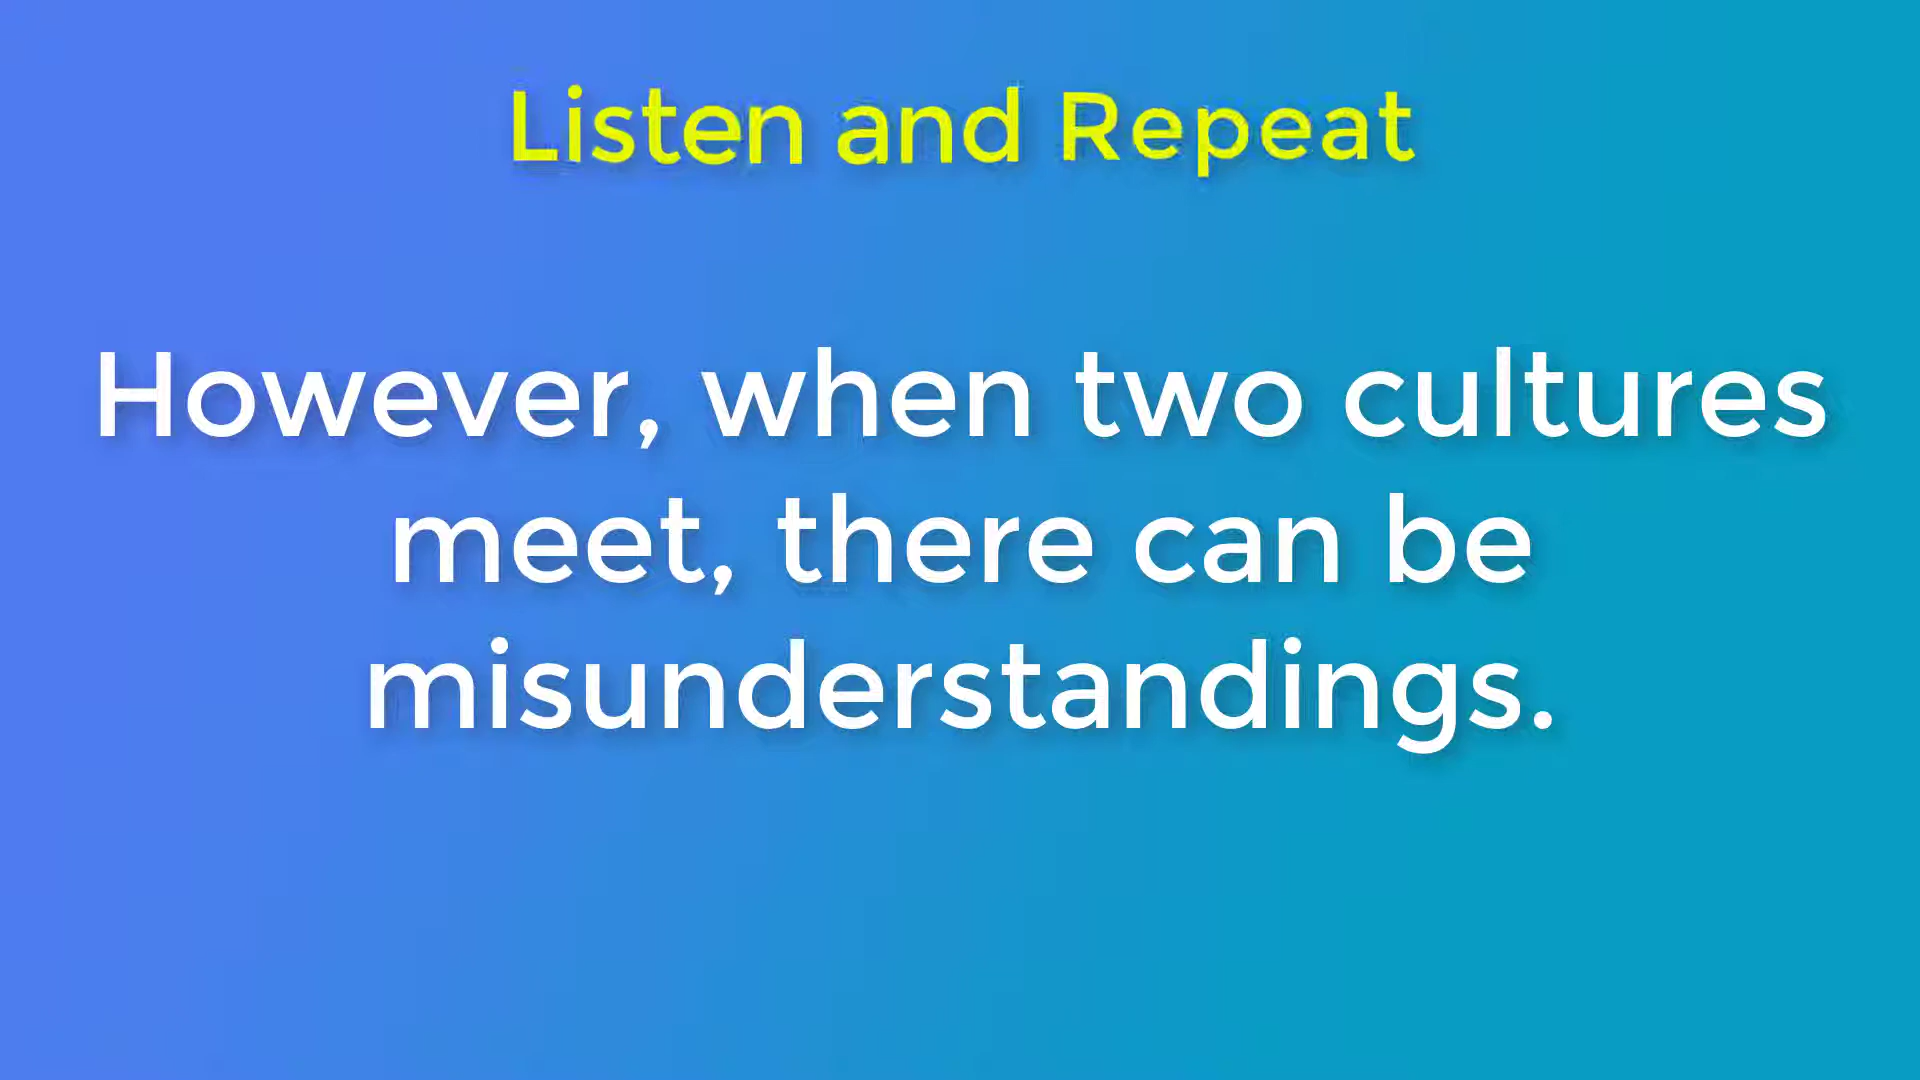 Listen and Repeat
However, when two cultures
meet, there can be
misunderstandings.